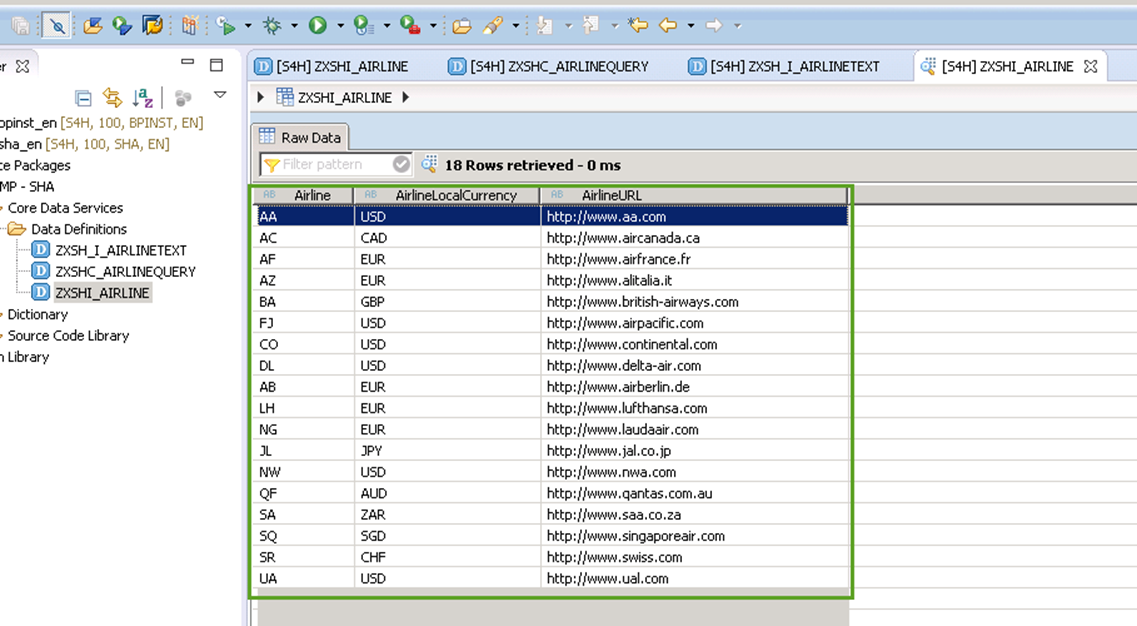 [S4H] ZXSHI_AIRLINE [S4H] ZXSHC_AIRLINEQUERY [S4H] ZXSH_I_AIRLINETEXT [S4H] ZXSHI_AIRLINE
er
ZXSHI_AIRLINE
opinst_en [S4H, 100, BPINST, EN]
sha_en [S4H, 100, SHA, EN]
te Packages
MP - SHA
Core Data Services
Data Definitions
ZXSH_I_AIRLINETEXT
ZXSHC_AIRLINEQUERY
ZXSHI_AIRLINE
Dictionary
Source Code Library
n Library
Raw Data
Filter pattern 18 Rows retrieved - 0 ms
AB Airline AB AirlineLocalCurrency AB AirlineURL
AA USD http://www.aa.com
AC CAD http://www.aircanada.ca
AF EUR http://www.airfrance.fr
AZ EUR http://www.alitalia.it
BA GBP http://www.british-airways.com
FJ USD http://www.airpacific.com
CO USD http://www.continental.com
DL USD http://www.delta-air.com
AB EUR http://www.airberlin.de
LH EUR http://www.lufthansa.com
NG EUR http://www.laudaair.com
JL JPY http://www.jal.co.jp
NW USD http://www.nwa.com
QF AUD http://www.qantas.com.au
SA ZAR http://www.saa.co.za
SQ SGD http://www.singaporeair.com
SR CHF http://www.swiss.com
UA USD http://www.ual.com